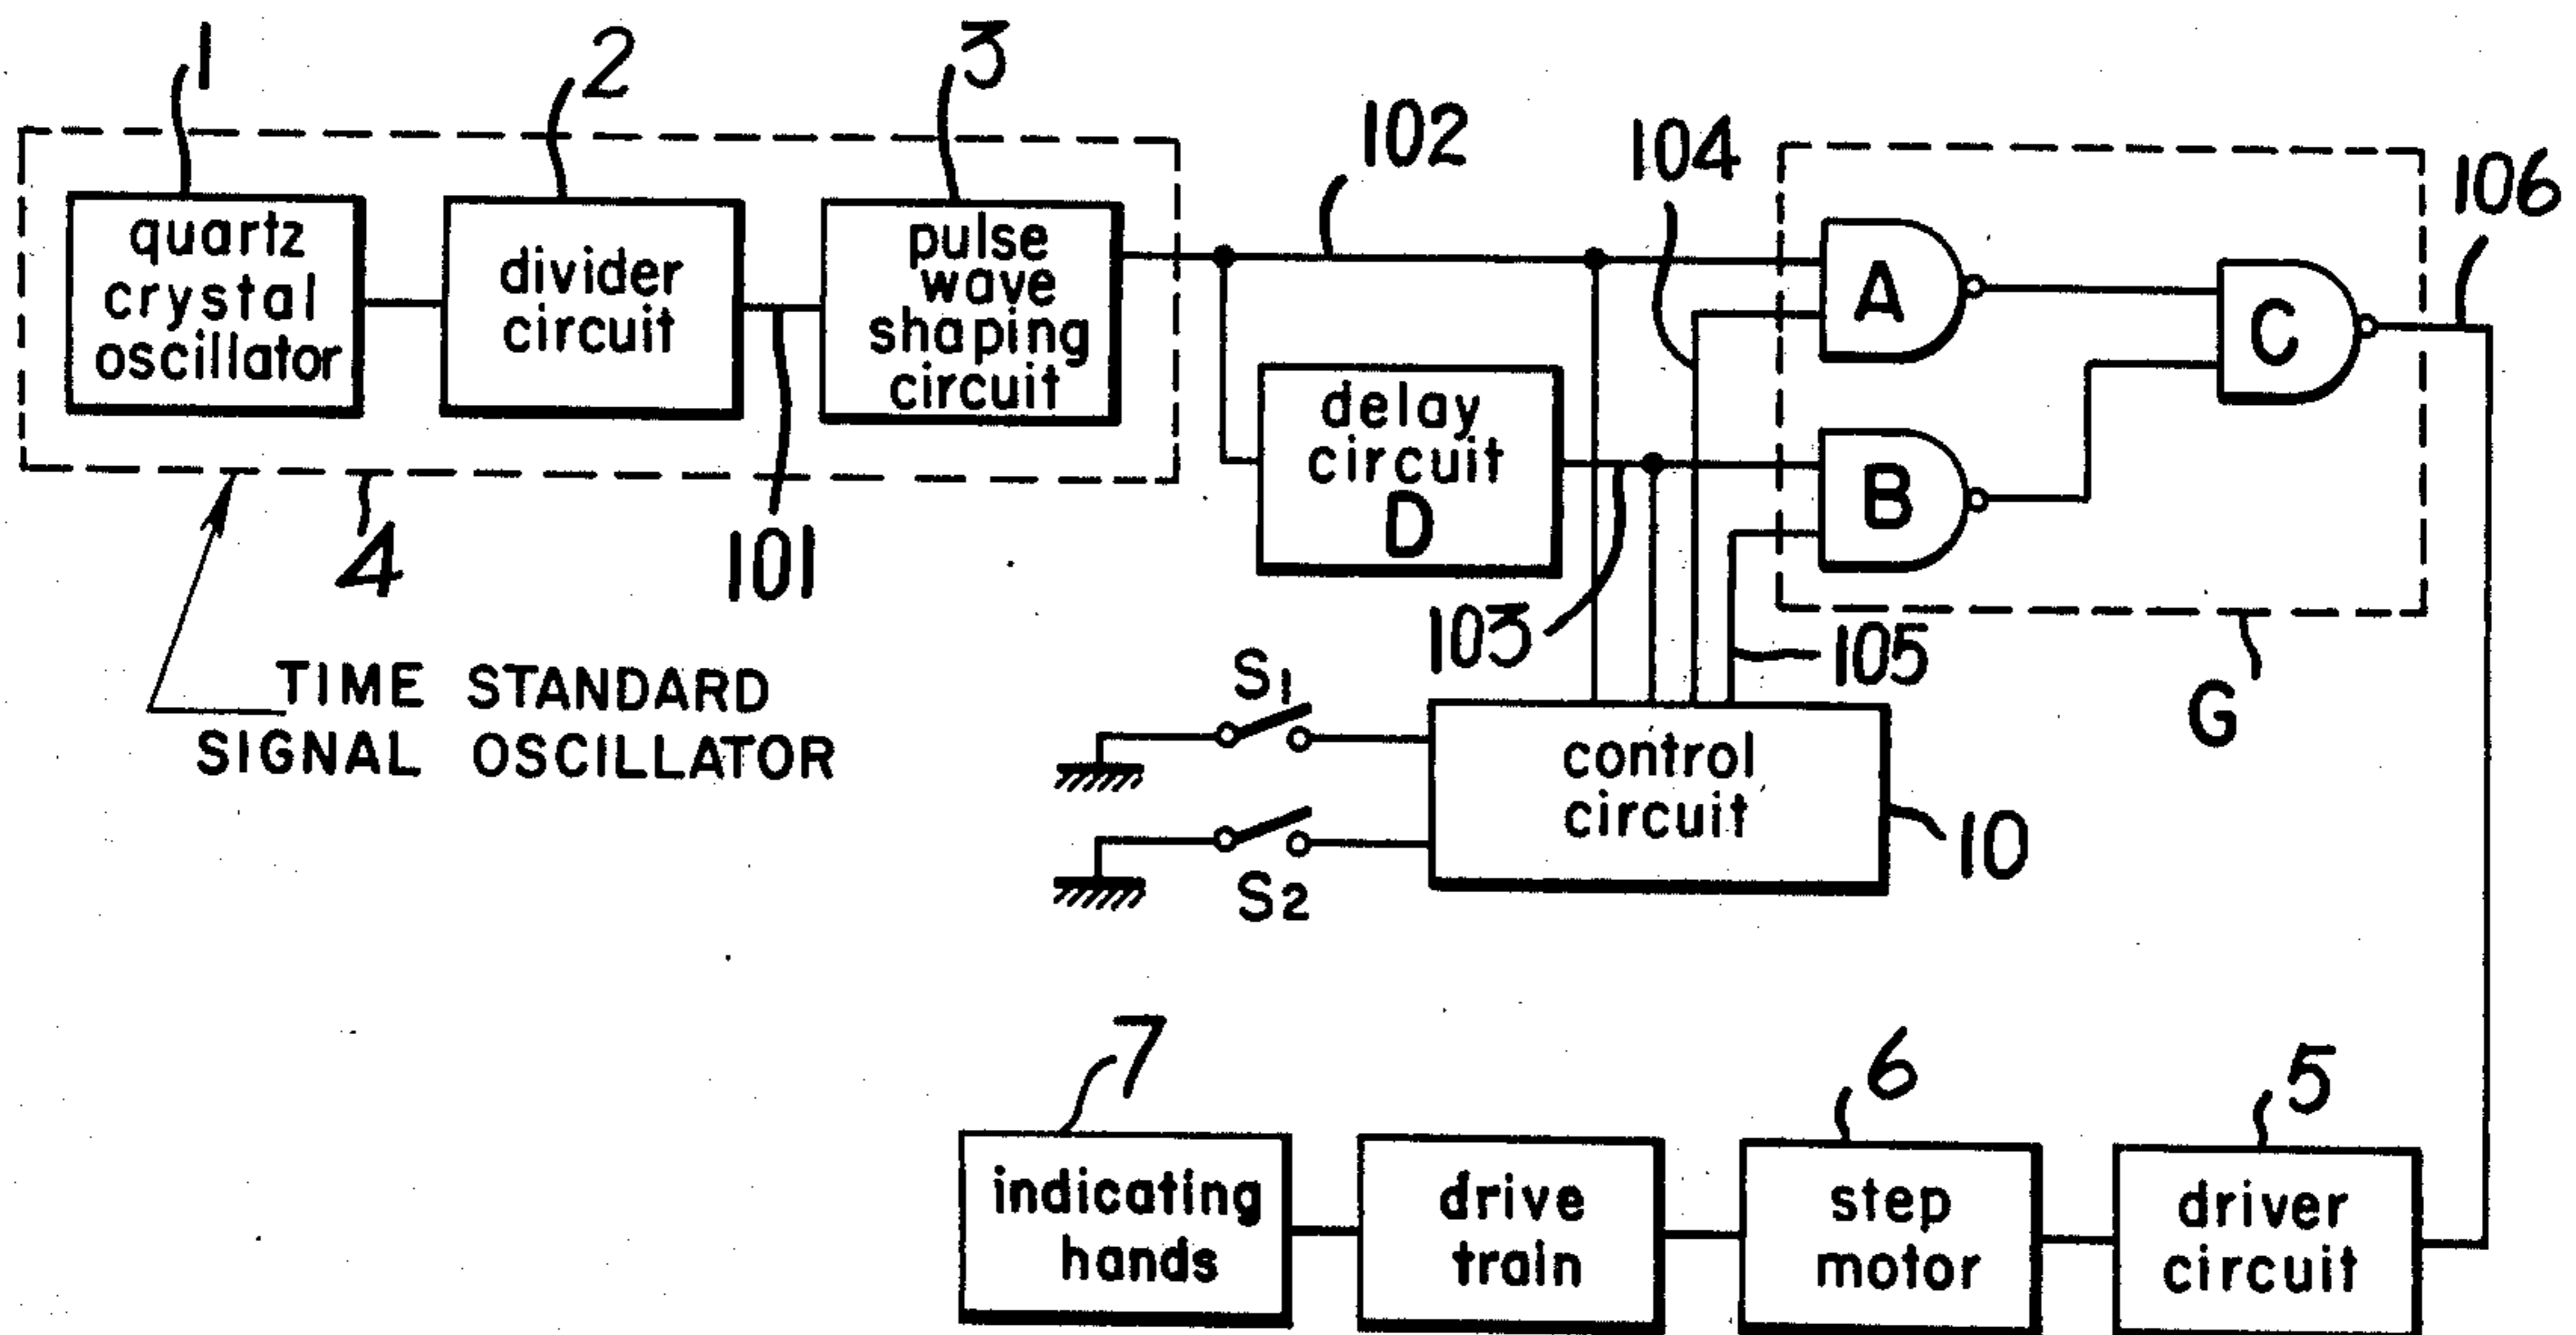 1
2
3
quartz
crystal
oscillator
divider
circuit
pulse
wave
shaping
circuit
102
104
106
A
B
C
delay
circuit
D
4
101
103
105
G
TIME STANDARD
SIGNAL OSCILLATOR
S1
S2
control
circuit
10
7
6
5
indicating
hands
drive
train
step
motor
driver
circuit